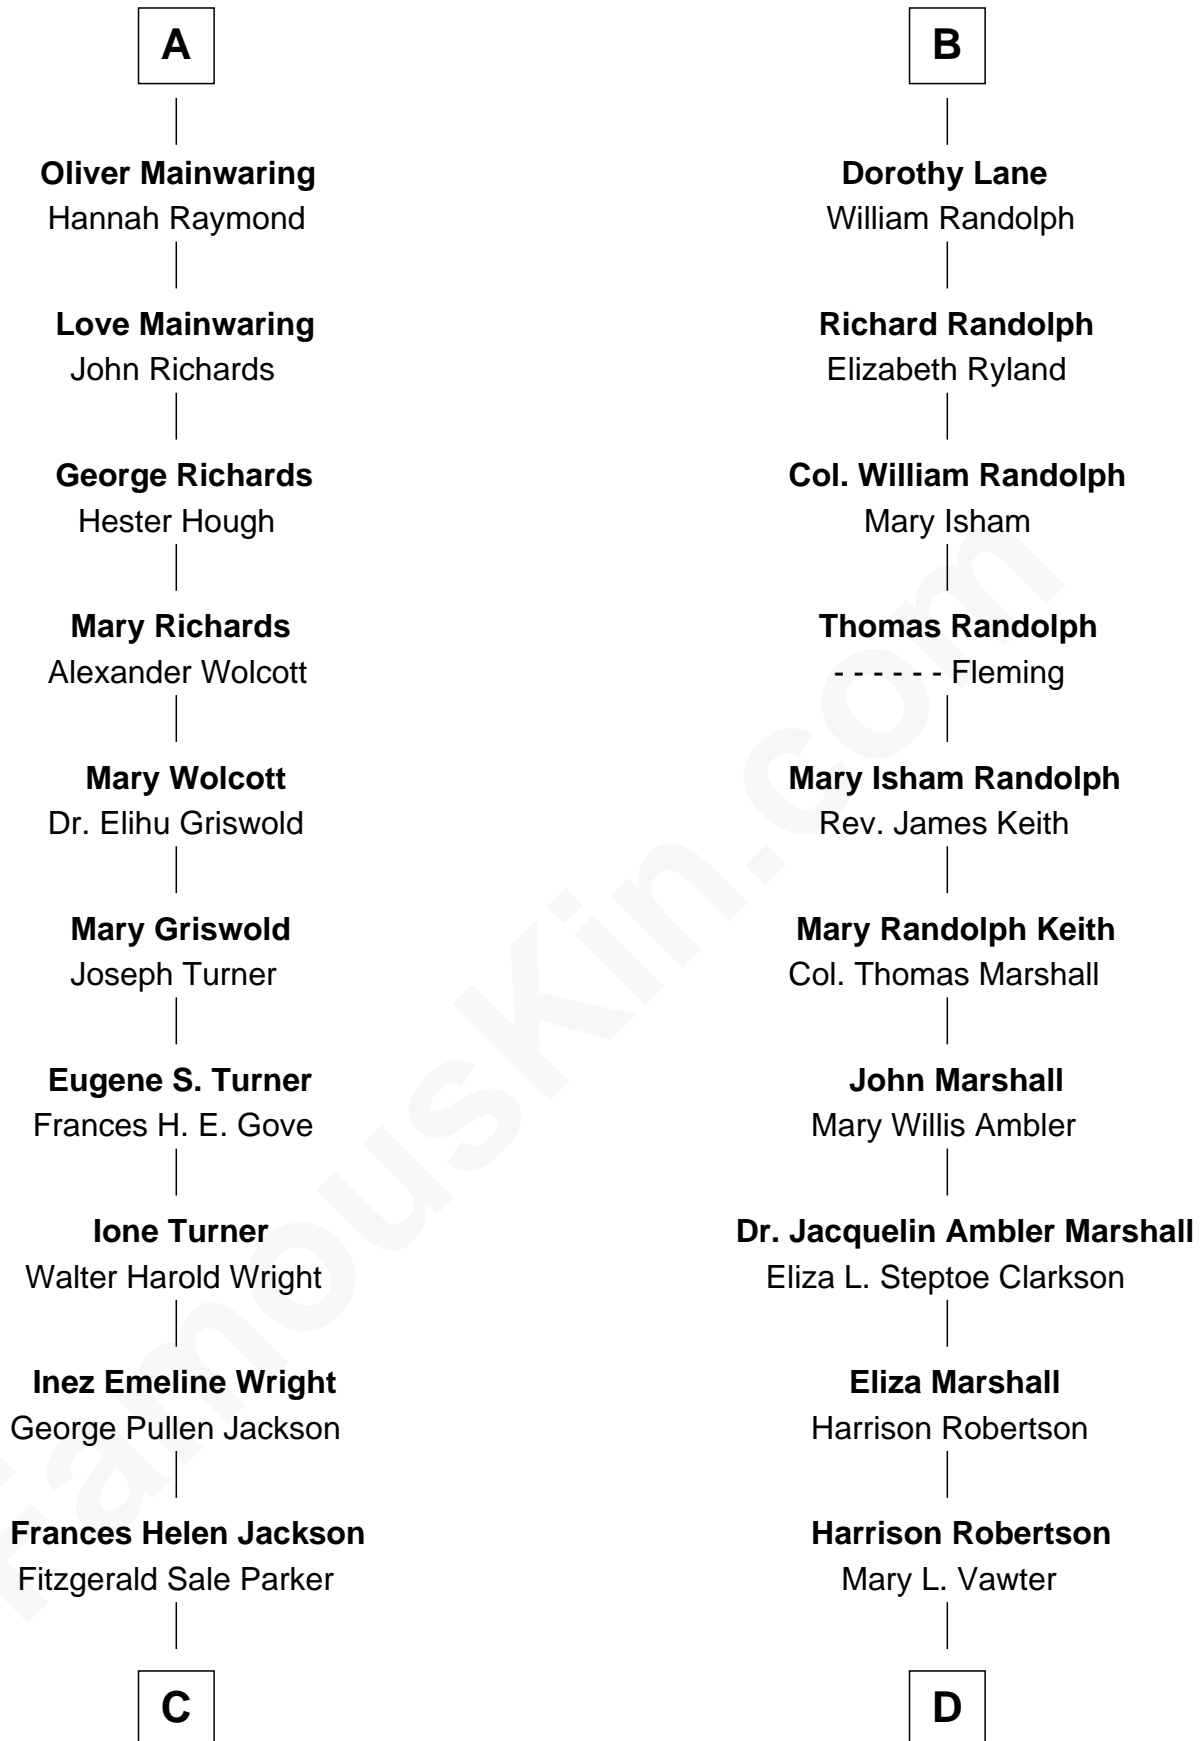 A
Oliver Mainwaring
Hannah Raymond
Love Mainwaring
John Richards
George Richards
Hester Hough
Mary Richards
Alexander Wolcott
Mary Wolcott
Dr. Elihu Griswold
Mary Griswold
Joseph Turner
Eugene S. Turner
Frances H. E. Gove
Ione Turner
Walter Harold Wright
Inez Emeline Wright
George Pullen Jackson
Frances Helen Jackson
Fitzgerald Sale Parker
C
B
Dorothy Lane
William Randolph
Richard Randolph
Elizabeth Ryland
Col. William Randolph
Mary Isham
Thomas Randolph
- - - - - - Fleming
Mary Isham Randolph
Rev. James Keith
Mary Randolph Keith
Col. Thomas Marshall
John Marshall
Mary Willis Ambler
Dr. Jacquelin Ambler Marshall
Eliza L. Steptoe Clarkson
Eliza Marshall
Harrison Robertson
Harrison Robertson
Mary L. Vawter
D
FamousKin.com